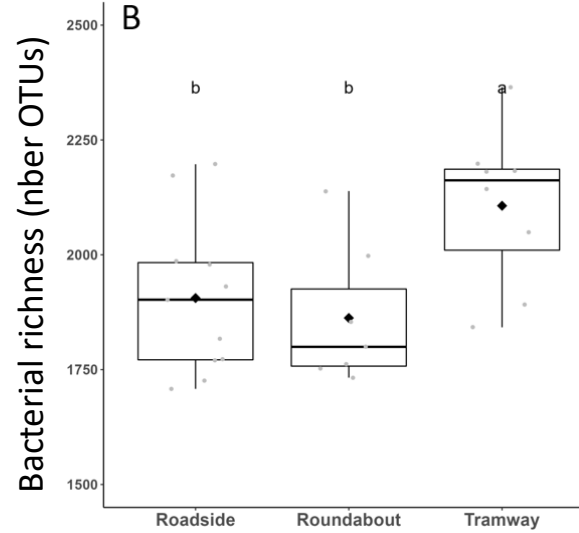 B
Bacterial richness (nber OTUs)
2500
2250
2000
1750
1500
b
b
a
Roadside
Roundabout
Tramway